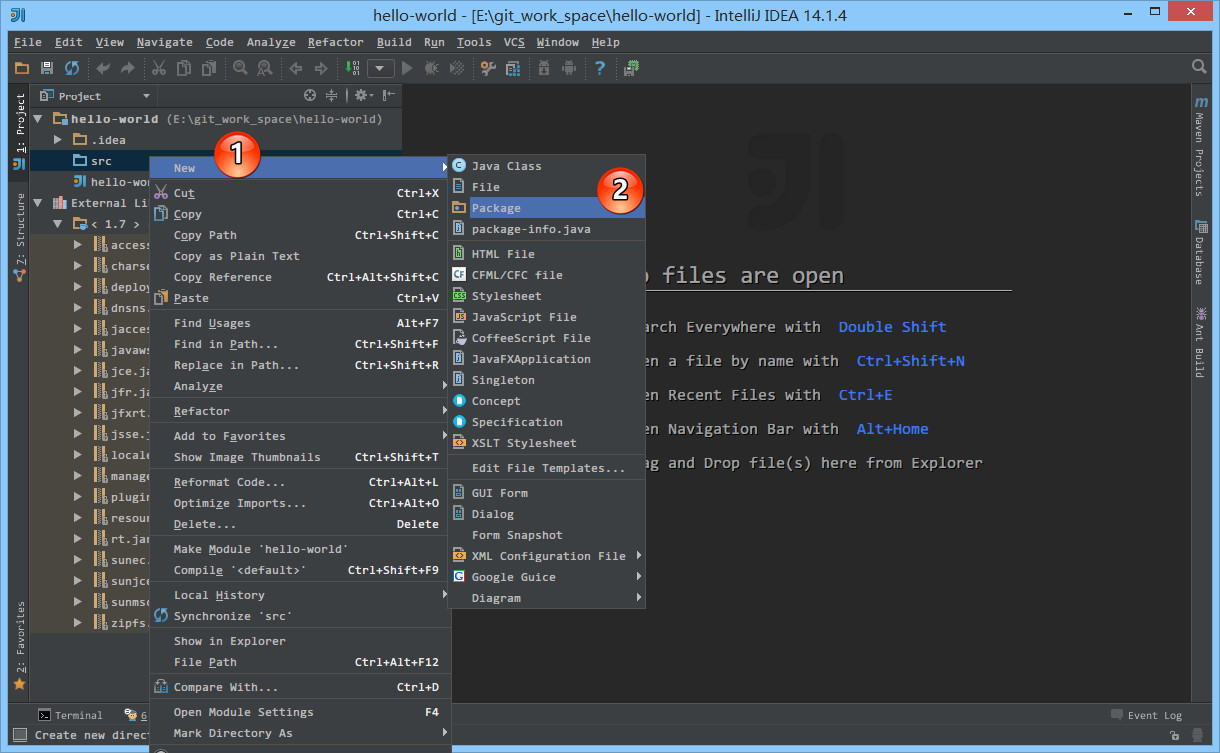 hello-world - [E:\git_work_space\hello-world] - IntelliJ IDEA 14.1.4
File Edit View Navigate Code Analyze Refactor Build Run Tools VCS Window Help
Project
hello-world (E:\git_work_space\hello-world)
.idea
src
hello-wor
External Li
< 1.7 >
access
charse
deploy
dnsns.
jacces
javaws
jce.ja
jfr.ja
jfxrt.
jsse.j
locale
manage
plugin
resour
rt.jar
sunec.
sunjce
sunmsc
zipfs.
1: Project
7: Structure
2: Favorites
1
New
Cut Ctrl+X
Copy Ctrl+C
Copy Path Ctrl+Shift+C
Copy as Plain Text
Copy Reference Ctrl+Alt+Shift+C
Paste Ctrl+V
Find Usages Alt+F7
Find in Path... Ctrl+Shift+F
Replace in Path... Ctrl+Shift+R
Analyze
Refactor
Add to Favorites
Show Image Thumbnails Ctrl+Shift+T
Reformat Code... Ctrl+Alt+L
Optimize Imports... Ctrl+Alt+O
Delete... Delete
Make Module 'hello-world'
Compile '<default>' Ctrl+Shift+F9
Local History
Synchronize 'src'
Show in Explorer
File Path Ctrl+Alt+F12
Compare With... Ctrl+D
Open Module Settings F4
Mark Directory As
2
Java Class
File
Package
package-info.java
HTML File
CFML/CFC file
Stylesheet
JavaScript File
CoffeeScript File
JavaFXApplication
Singleton
Concept
Specification
XSLT Stylesheet
Edit File Templates...
GUI Form
Dialog
Form Snapshot
XML Configuration File
Google Guice
Diagram
files are open
arch Everywhere with Double Shift
en a file by name with Ctrl+Shift+N
en Recent Files with Ctrl+E
en Navigation Bar with Alt+Home
ag and Drop file(s) here from Explorer
Maven Projects
Database
Ant Build
Terminal
6
Event Log
Create new direct